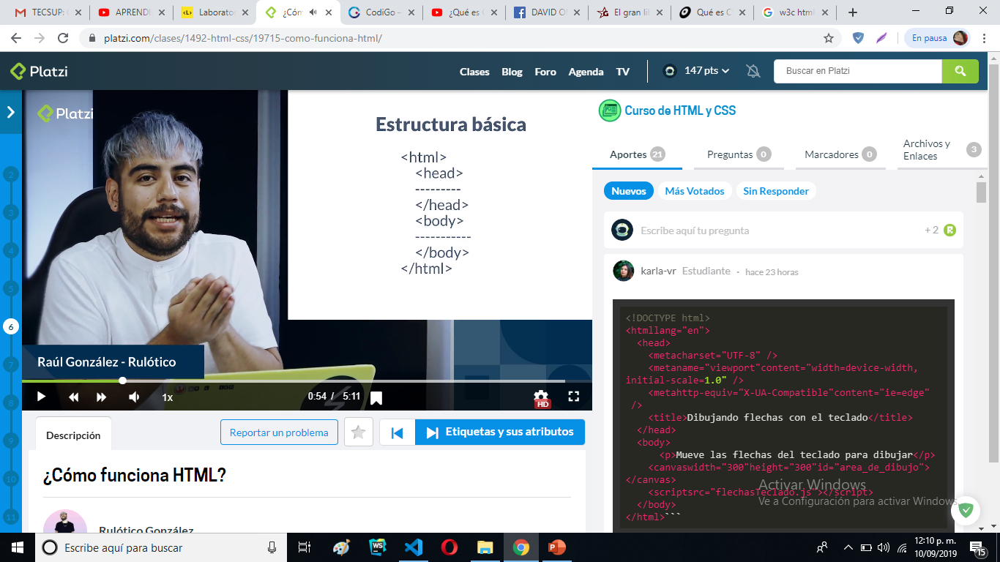 TECSUP:
APRENDI
Laborator
¿Cóm
CodiGo –
¿Qué es
DAVID O
El gran lib
Qué es C
w3c html
platzi.com/clases/1492-html-css/19715-como-funciona-html/
En pausa
Platzi
Clases Blog Foro Agenda TV
147 pts
Buscar en Platzi
Platzi
Estructura básica
<html>
<head>
---------
</head>
<body>
-----------
</body>
</html>
Raúl González - Rulótico
1x
0:54 / 5:11
HD
2
3
4
5
6
7
8
9
10
11
Descripción
Reportar un problema
Etiquetas y sus atributos
¿Cómo funciona HTML?
Rulótico González
Curso de HTML y CSS
Aportes 21
Preguntas 0
Marcadores 0
Archivos y
Enlaces 3
Nuevos Más Votados Sin Responder
Escribe aquí tu pregunta +2
karla-vr Estudiante - hace 23 horas
<!DOCTYPE html>
<htmllang="en">
<head>
<metacharset="UTF-8" />
<metaname="viewport"content="width=device-width,
initial-scale=1.0" />
<metahttp-equiv="X-UA-Compatible"content="ie=edge"
/>
<title>Dibujando flechas con el teclado</title>
</head>
<body>
<p>Mueve las flechas del teclado para dibujar</p>
<canvaswidth="300"height="300"id="area_de_dibujo">
</canvas>
<scriptsrc="flechasTeclado.js"></script>
</body>
</html>```
Activar Windows
Ve a Configuración para activar Windows.
Escribe aquí para buscar
WS
12:10 p. m.
10/09/2019
15